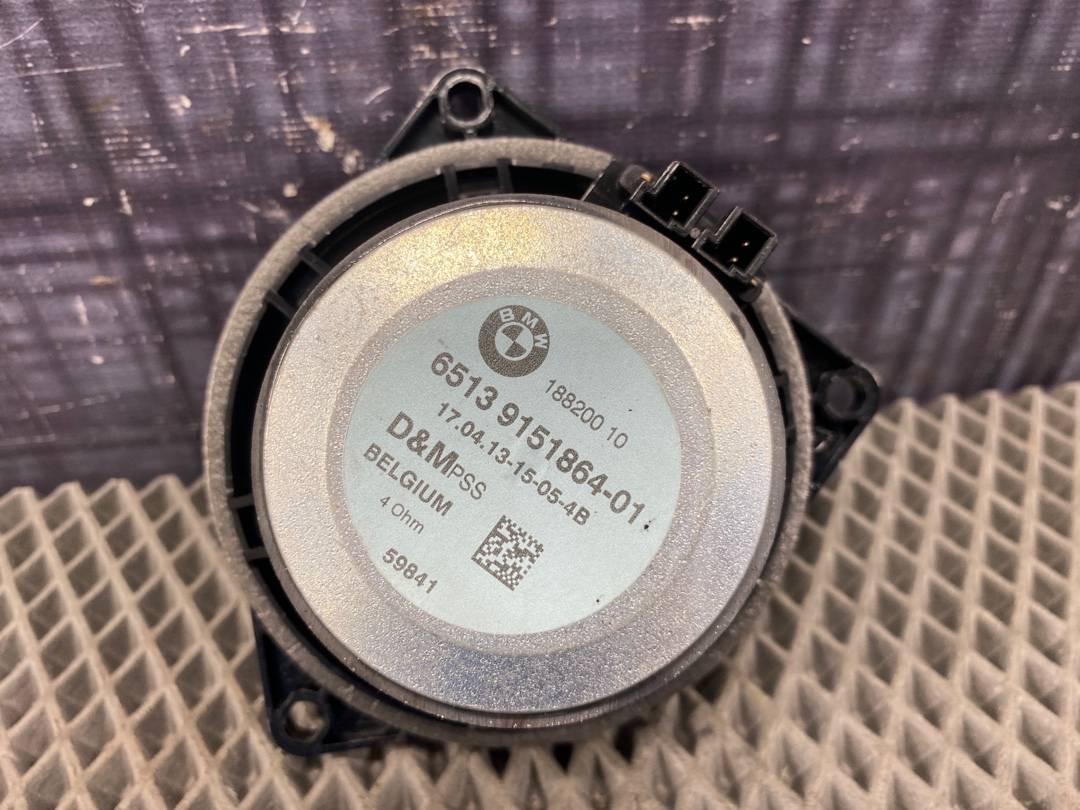 BMW
188200 10
6513 9151864-01
17.04.13-15-05-4B
D&MPSS
BELGIUM
4 Ohm
59841